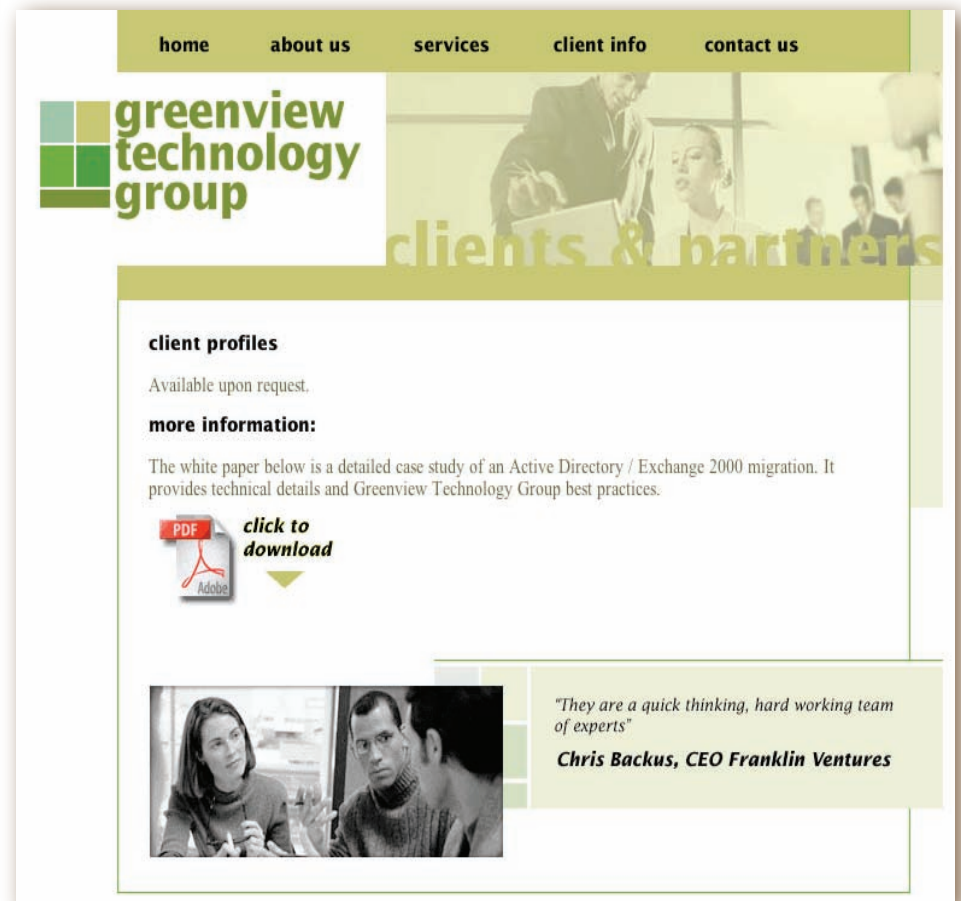 home about us services client info contact us
greenview
technology
group
clients & partners
client profiles
Available upon request.
more information:
The white paper below is a detailed case study of an Active Directory / Exchange 2000 migration. It
provides technical details and Greenview Technology Group best practices.
PDF
Adobe
click to
download
"They are a quick thinking, hard working team
of experts"
Chris Backus, CEO Franklin Ventures